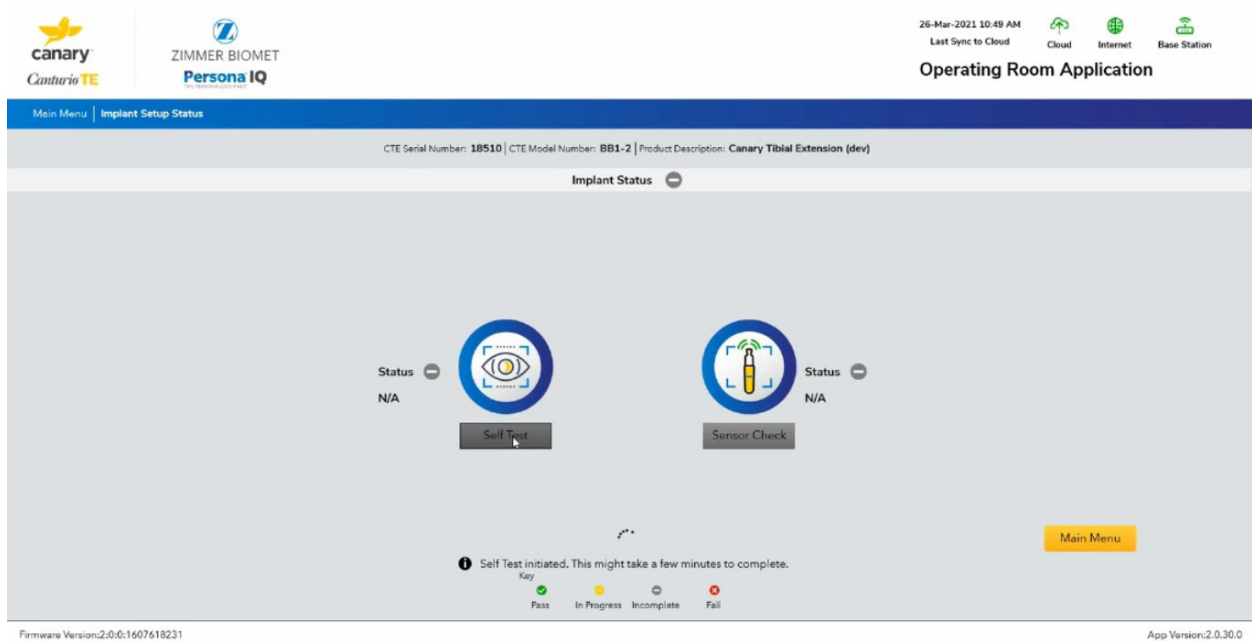 canary
Canturio TE
ZIMMER BIOMET
Persona IQ
26-Mar-2021 10:49 AM
Last Sync to Cloud
Cloud
Internet
Base Station
Operating Room Application
Main Menu | Implant Setup Status
CTE Serial Number: 18510 | CTE Model Number: BB1-2 | Product Description: Canary Tibial Extension (dev)
Implant Status
Status
N/A
Self Test
Status
N/A
Sensor Check
Main Menu
Self Test initiated. This might take a few minutes to complete.
Key
Pass
In Progress
Incomplete
Fail
Firmware Version:2:0:0:1607618231
App Version:2.0.30.0